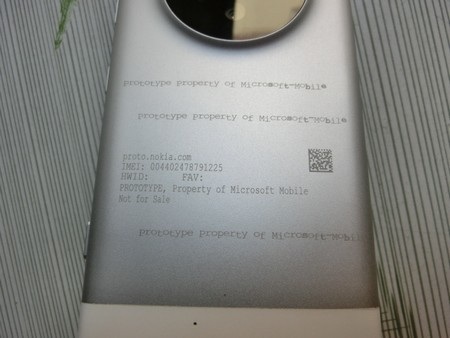 prototype property of Microsoft-Mobile
prototype property of Microsoft-Mobile
proto.nokia.com
IMEI: 004402478791225
HWID: FAV:
PROTOTYPE, Property of Microsoft Mobile
Not for Sale
prototype property of Microsoft-Mobil